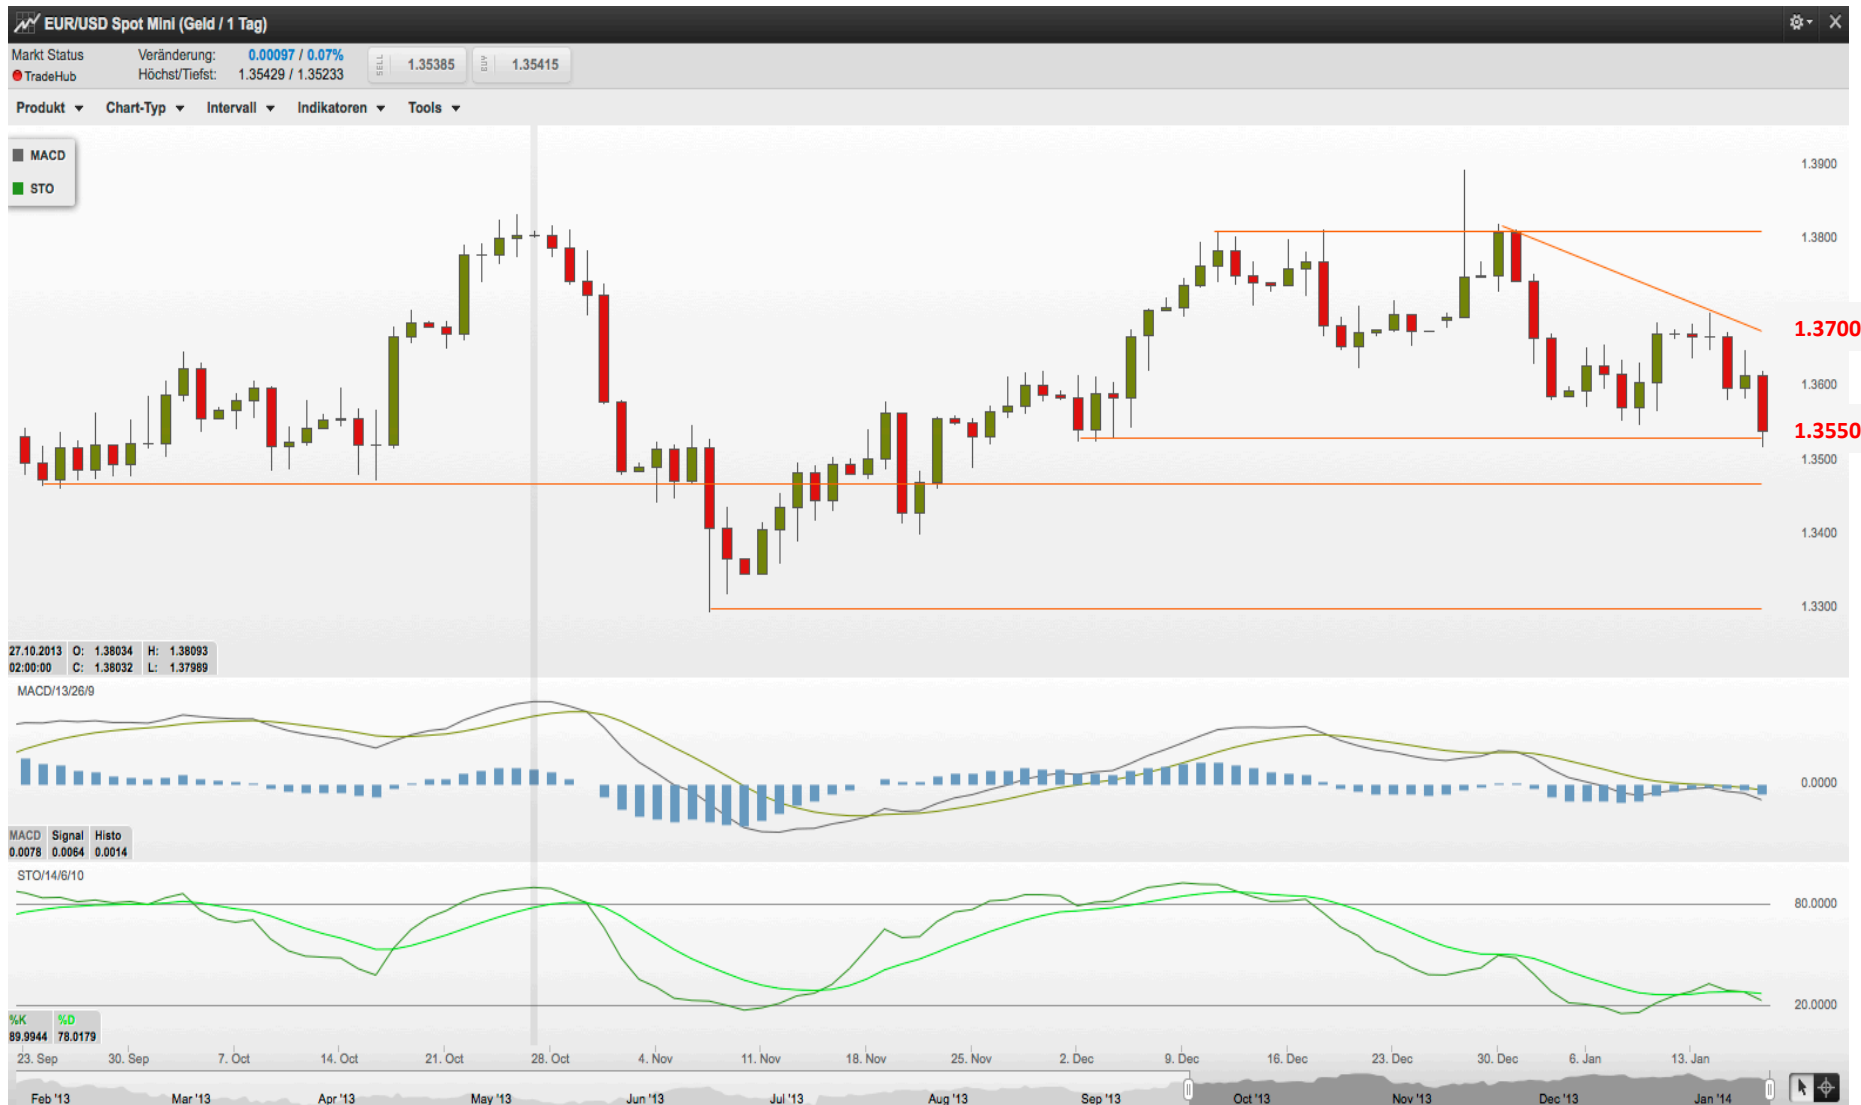 EUR/USD Spot Mini (Geld / 1 Tag)
Markt Status Veränderung: 0.00097 / 0.07% SELL 1.35385 BUY 1.35415
TradeHub Höchst/Tiefst: 1.35429 / 1.35233
Produkt Chart-Typ Intervall Indikatoren Tools
MACD
STO
1.3900
1.3800
1.3700
1.3600
1.3550
1.3500
1.3400
1.3300
27.10.2013 O: 1.38034 H: 1.38093
02:00:00 C: 1.38032 L: 1.37989
MACD/13/26/9
0.0000
MACD Signal Histo
0.0078 0.0064 0.0014
STO/14/6/10
80.0000
20.0000
%K %D
89.9944 78.0179
23. Sep 30. Sep 7. Oct 14. Oct 21. Oct 28. Oct 4. Nov 11. Nov 18. Nov 25. Nov 2. Dec 9. Dec 16. Dec 23. Dec 30. Dec 6. Jan 13. Jan
Feb '13 Mar '13 Apr '13 May '13 Jun '13 Jul '13 Aug '13 Sep '13 Oct '13 Nov '13 Dec '13 Jan '14